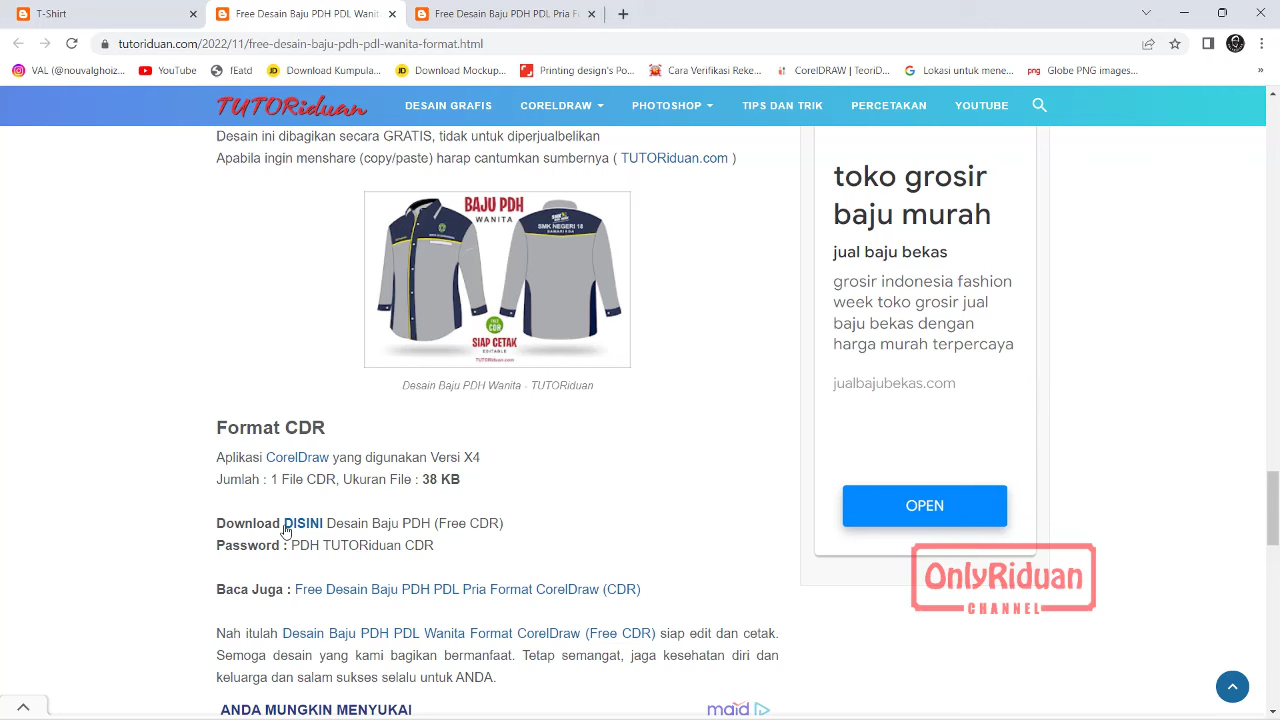 T-Shirt
Free Desain Baju PDH PDL Wanit
Free Desain Baju PDH PDL Pria F
tutoriduan.com/2022/11/free-desain-baju-pdh-pdl-wanita-format.html
VAL (@nouvalghoiz...
YouTube
fEatd
Download Kumpula...
Download Mockup...
Printing design's Po...
Cara Verifikasi Reke...
CorelDRAW | TeoriD...
Lokasi untuk mene...
Globe PNG images...
TUTORiduan
DESAIN GRAFIS
CORELDRAW
PHOTOSHOP
TIPS DAN TRIK
PERCETAKAN
YOUTUBE
Desain ini dibagikan secara GRATIS, tidak untuk diperjualbelikan
Apabila ingin menshare (copy/paste) harap cantumkan sumbernya ( TUTORiduan.com )
BAJU PDH
WANITA
SMK NEGERI 18
SAMARINDA
FREE
CDR
SIAP CETAK
EDITABLE
TUTORiduan.com
Desain Baju PDH Wanita - TUTORiduan
Format CDR
Aplikasi CorelDraw yang digunakan Versi X4
Jumlah : 1 File CDR, Ukuran File : 38 KB
Download DISINI Desain Baju PDH (Free CDR)
Password : PDH TUTORiduan CDR
Baca Juga : Free Desain Baju PDH PDL Pria Format CorelDraw (CDR)
Nah itulah Desain Baju PDH PDL Wanita Format CorelDraw (Free CDR) siap edit dan cetak.
Semoga desain yang kami bagikan bermanfaat. Tetap semangat, jaga kesehatan diri dan
keluarga dan salam sukses selalu untuk ANDA.
ANDA MUNGKIN MENYUKAI
maid
toko grosir
baju murah
jual baju bekas
grosir indonesia fashion
week toko grosir jual
baju bekas dengan
harga murah terpercaya
jualbajubekas.com
OPEN
OnlyRiduan
CHANNEL